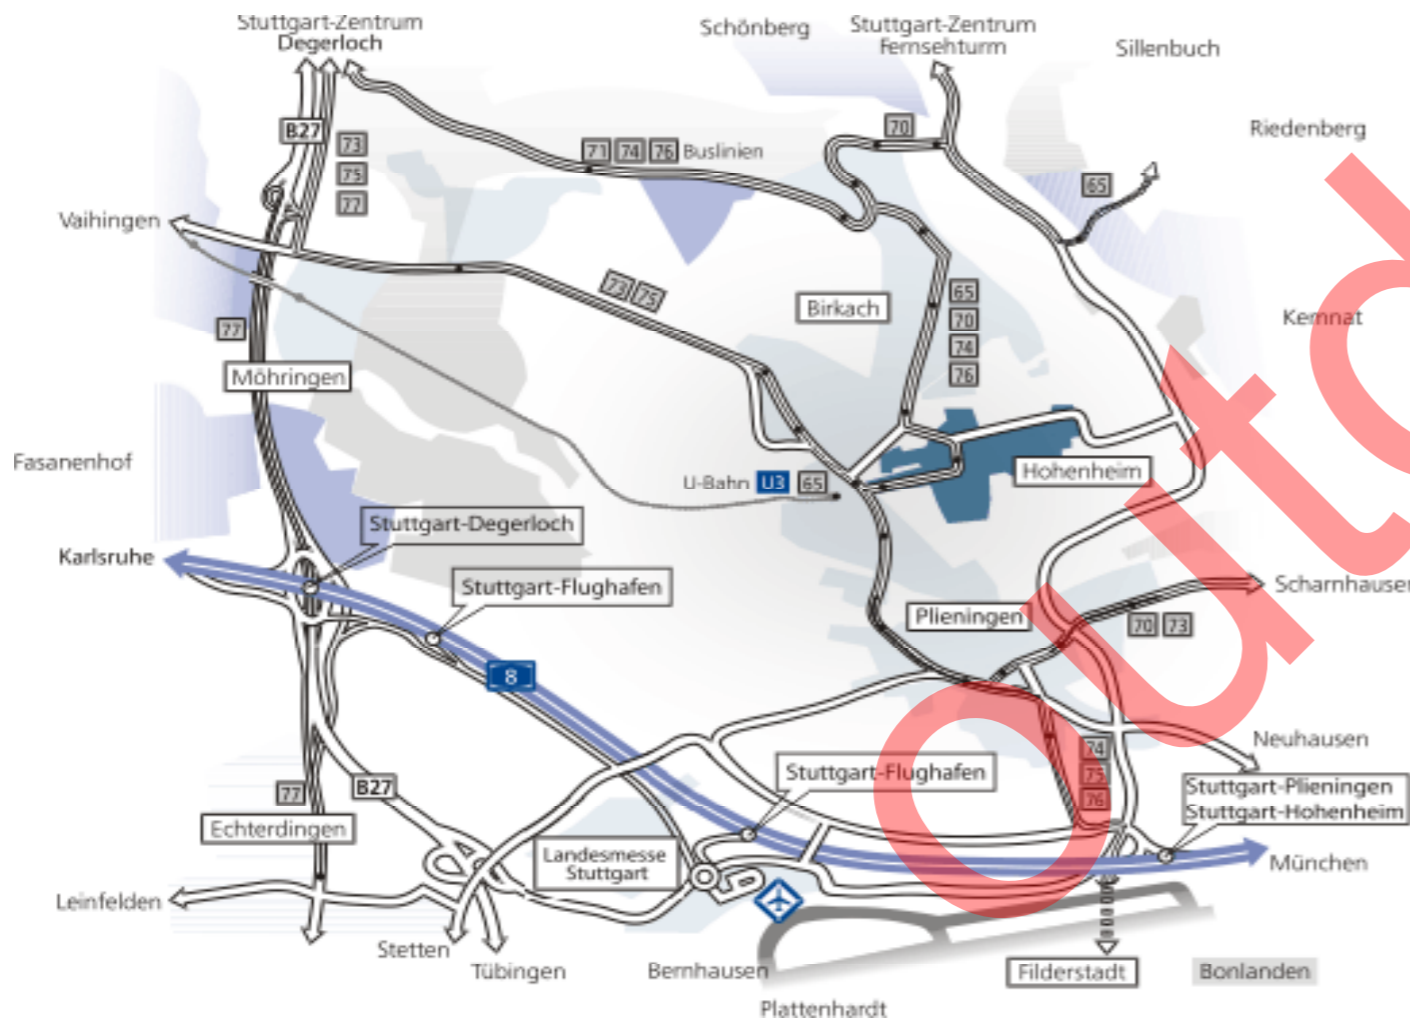 Stuttgart-Zentrum
Degerloch
Schönberg
Stuttgart-Zentrum
Fernsehturm
Sillenbuch
Riedenberg
B27
73
75
77
71 74 76 Buslinien
70
65
Vaihingen
73 75
Birkach
65
70
74
76
Kemnat
77
Möhringen
Fasanenhof
U-Bahn U3 65
Hohenheim
Stuttgart-Degerloch
Karlsruhe
Stuttgart-Flughafen
Scharnhausen
Plieningen
70 73
8
Neuhausen
Stuttgart-Flughafen
74
75
76
Stuttgart-Plieningen
Stuttgart-Hohenheim
77
B27
Echterdingen
Landesmesse
Stuttgart
München
Leinfelden
Stetten
Tübingen
Bernhausen
Filderstadt
Bonlanden
Plattenhardt
outd